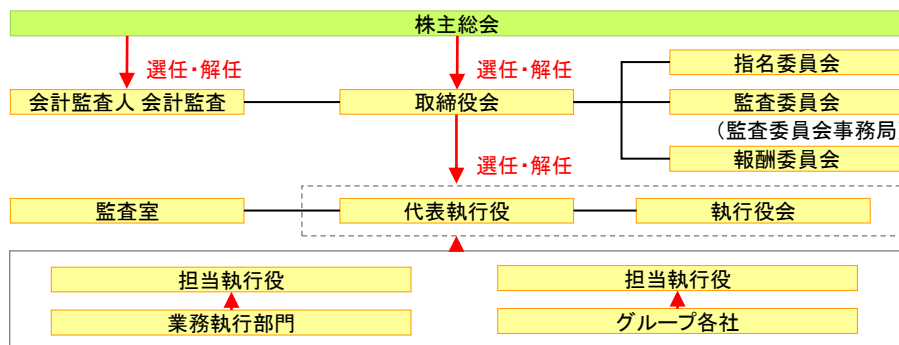 株主総会
選任・解任
選任・解任
指名委員会
会計監査人 会計監査
取締役会
監査委員会
（監査委員会事務局）
報酬委員会
選任・解任
監査室
代表執行役
執行役会
担当執行役
担当執行役
業務執行部門
グループ各社